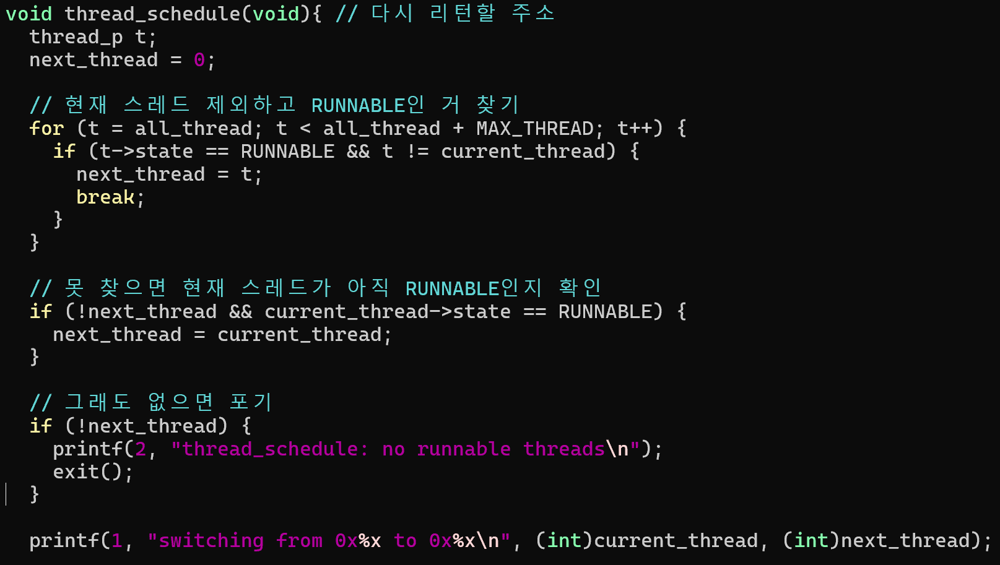 void thread_schedule(void){ // 다시 리턴할 주소
  thread_p t;
  next_thread = 0;
  // 현재 스레드 제외하고 RUNNABLE인 거 찾기
  for (t = all_thread; t < all_thread + MAX_THREAD; t++) {
    if (t->state == RUNNABLE && t != current_thread) {
      next_thread = t;
      break;
    }
  }
  // 못 찾으면 현재 스레드가 아직 RUNNABLE인지 확인
  if (!next_thread && current_thread->state == RUNNABLE) {
    next_thread = current_thread;
  }
  // 그래도 없으면 포기
  if (!next_thread) {
    printf(2, "thread_schedule: no runnable threads\n");
    exit();
  }
  printf(1, "switching from 0x%x to 0x%x\n", (int)current_thread, (int)next_thread);